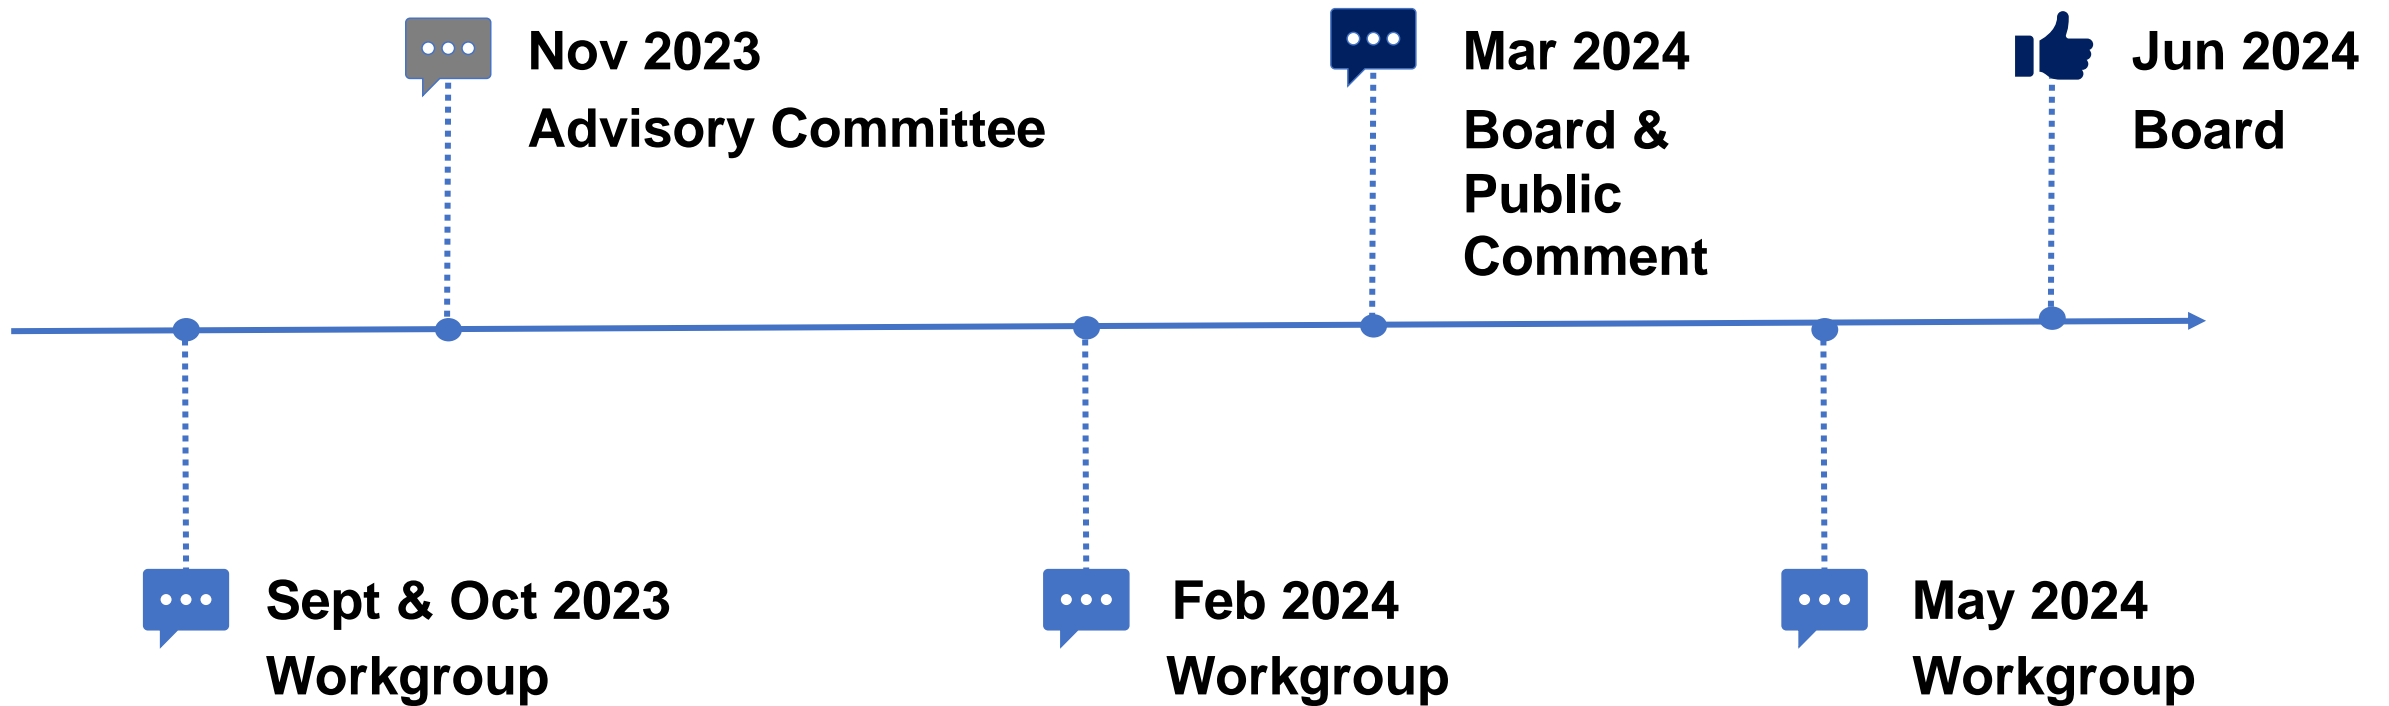 Nov 2023
Advisory Committee
Mar 2024
Board &
Public
Comment
Jun 2024
Board
Sept & Oct 2023
Workgroup
Feb 2024
Workgroup
May 2024
Workgroup